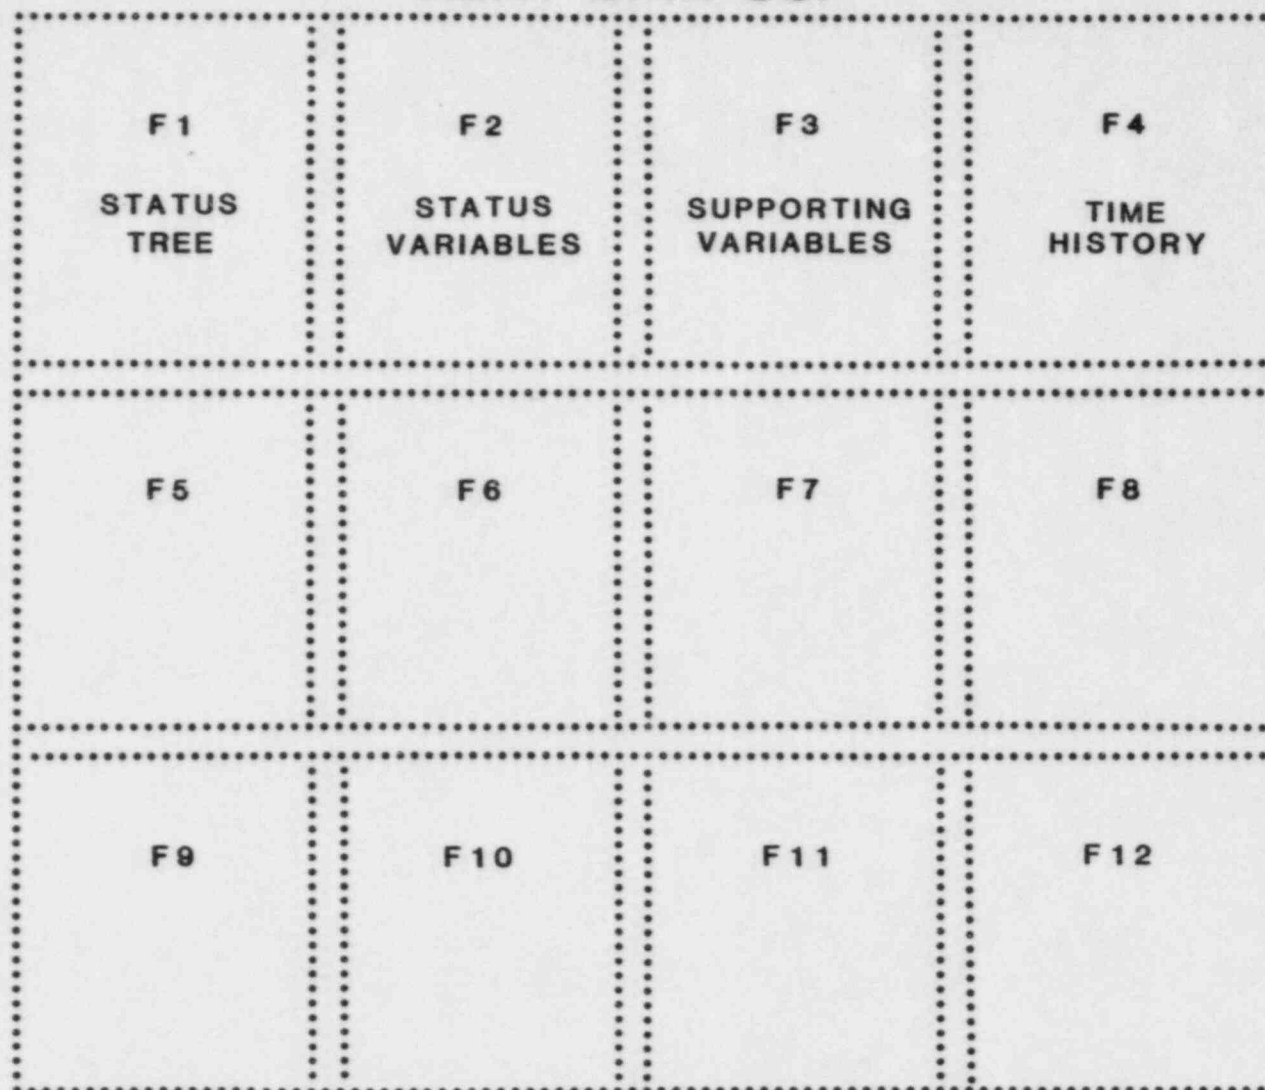 F1
STATUS
TREE
F2
STATUS
VARIABLES
F3
SUPPORTING
VARIABLES
F4
TIME
HISTORY
F5
F6
F7
F8
F9
F10
F11
F12